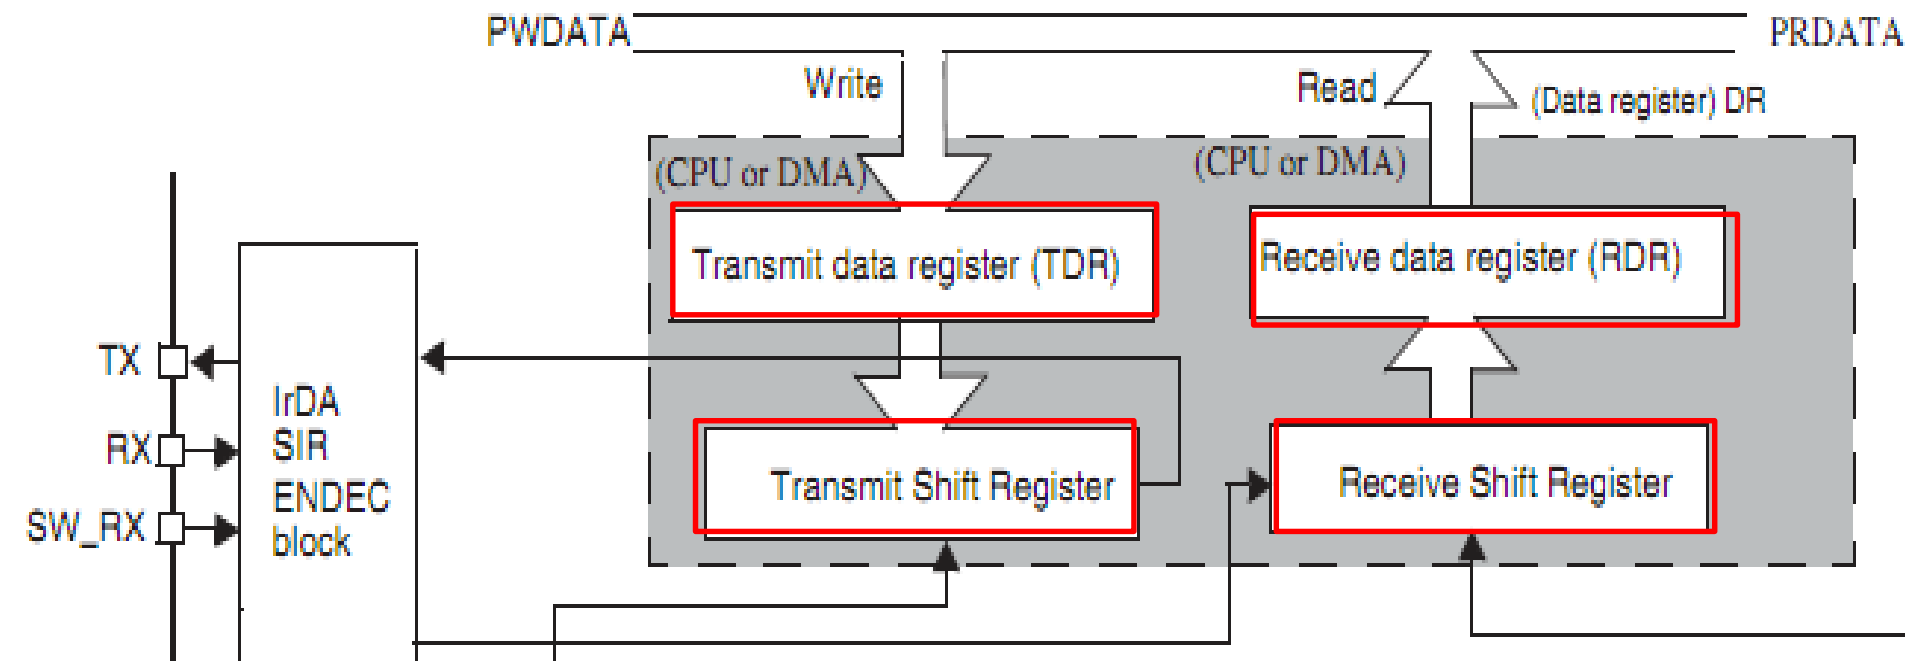 PWDATA
PRDATA
Write
Read
(Data register) DR
(CPU or DMA)
(CPU or DMA)
Transmit data register (TDR)
Receive data register (RDR)
TX
IrDA
RX
SIR
Transmit Shift Register
Receive Shift Register
ENDEC
SW_RX
block